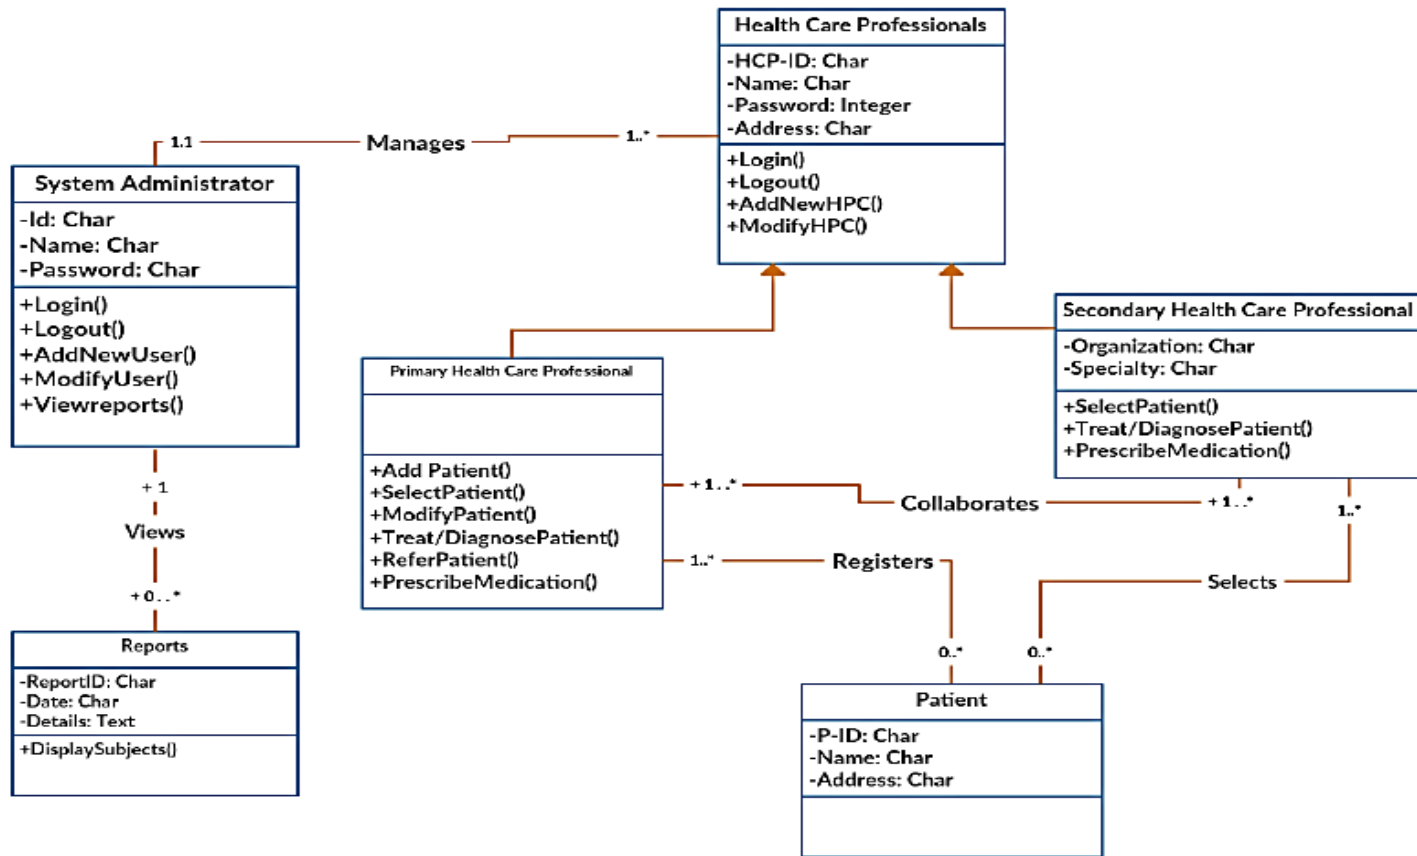 Health Care Professionals
-HCP-ID: Char
-Name: Char
-Password: Integer
-Address: Char
+Login()
+Logout()
+AddNewHPC()
+ModifyHPC()
1.1
Manages
1..*
System Administrator
-Id: Char
-Name: Char
-Password: Char
+Login()
+Logout()
+AddNewUser()
+ModifyUser()
+Viewreports()
Secondary Health Care Professional
-Organization: Char
-Specialty: Char
+SelectPatient()
+Treat/DiagnosePatient()
+PrescribeMedication()
Primary Health Care Professional
+Add Patient()
+SelectPatient()
+ModifyPatient()
+Treat/DiagnosePatient()
+ReferPatient()
+PrescribeMedication()
+ 1..*
Collaborates
+ 1..*
1..*
Registers
0..*
1..*
Selects
0..*
+ 1
Views
+ 0..*
Reports
-ReportID: Char
-Date: Char
-Details: Text
+DisplaySubjects()
Patient
-P-ID: Char
-Name: Char
-Address: Char